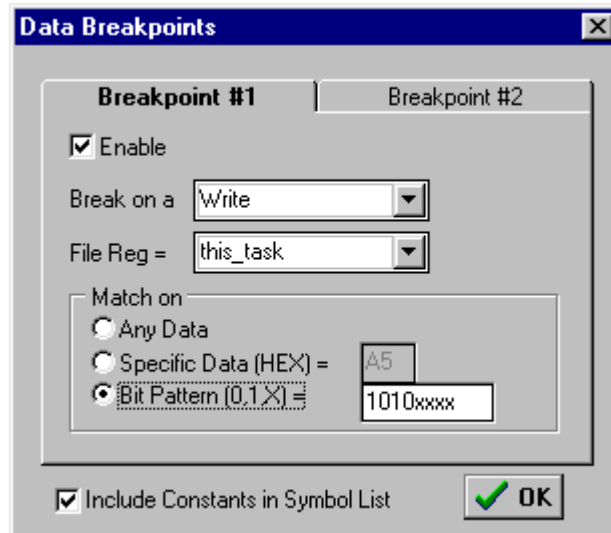 Data Breakpoints
Breakpoint #1 Breakpoint #2
Enable
Break on a Write
File Reg = this_task
Match on
Any Data
Specific Data (HEX) = A5
Bit Pattern (0,1,X) = 1010xxxx
Include Constants in Symbol List OK